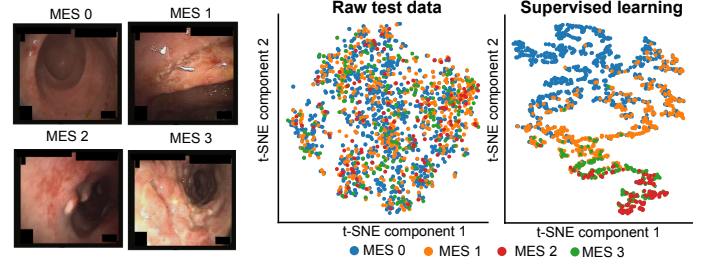 MES 0
MES 1
MES 2
MES 3
Raw test data
t-SNE component 2
t-SNE component 1
Supervised learning
t-SNE component 2
t-SNE component 1
MES 0 MES 1 MES 2 MES 3